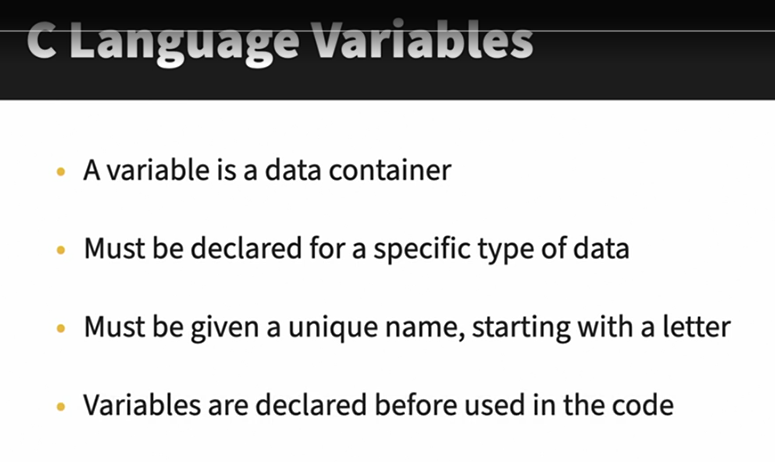 C Language Variables
• A variable is a data container
• Must be declared for a specific type of data
• Must be given a unique name, starting with a letter
• Variables are declared before used in the code